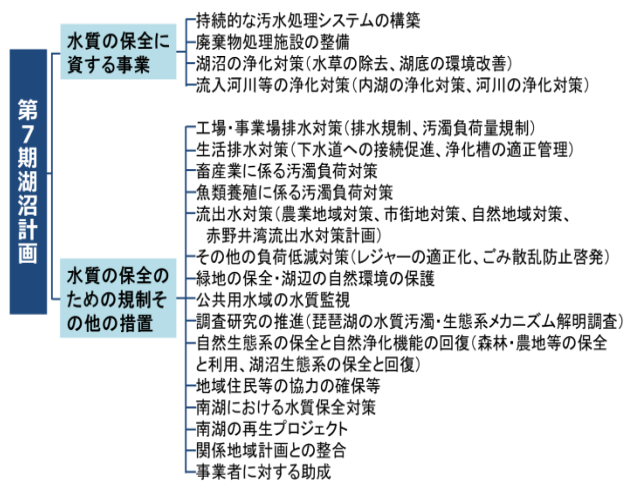 第7期湖沼計画
水質の保全に
資する事業
持続的な汚水処理システムの構築
廃棄物処理施設の整備
湖沼の浄化対策(水草の除去、湖底の環境改善)
流入河川等の浄化対策(内湖の浄化対策、河川の浄化対策)
水質の保全の
ための規制そ
の他の措置
工場・事業場排水対策(排水規制、汚濁負荷量規制)
生活排水対策(下水道への接続促進、浄化槽の適正管理)
畜産業に係る汚濁負荷対策
魚類養殖に係る汚濁負荷対策
流出水対策(農業地域対策、市街地対策、自然地域対策、
赤野井湾流出水対策計画)
その他の負荷低減対策(レジャーの適正化、ごみ散乱防止啓発)
緑地の保全・湖辺の自然環境の保護
公共用水域の水質監視
調査研究の推進(琵琶湖の水質汚濁・生態系メカニズム解明調査)
自然生態系の保全と自然浄化機能の回復(森林・農地等の保全
と利用、湖沼生態系の保全と回復)
地域住民等の協力の確保等
南湖における水質保全対策
南湖の再生プロジェクト
関係地域計画との整合
事業者に対する助成